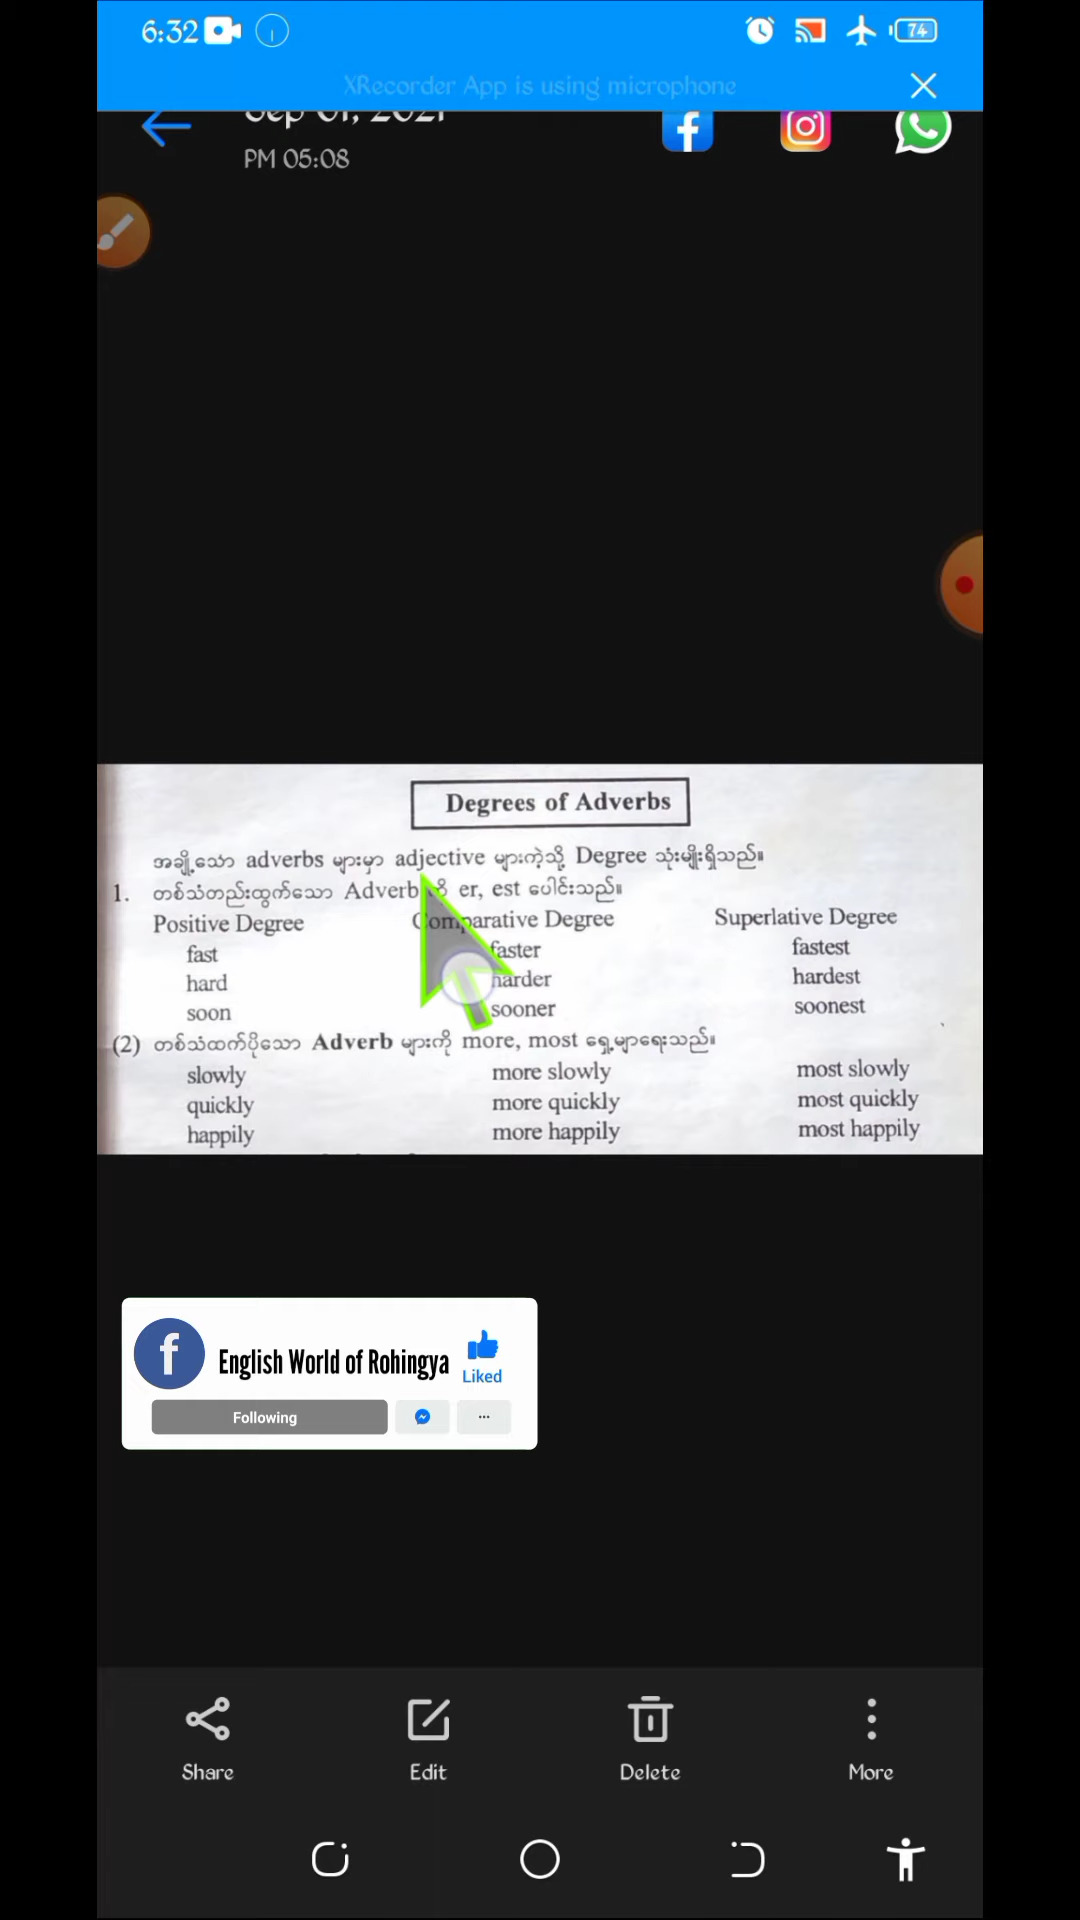 6:32
74
XRecorder App is using microphone
Sep 01, 2021
PM 05:08
Degrees of Adverbs
အချို့သော adverbs များမှာ adjective များကဲ့သို့ Degree သုံးမျိုးရှိသည်။
1. တစ်သံတည်းထွက်သော Adverb ကို er, est ပေါင်းသည်။
Positive Degree Comparative Degree Superlative Degree
fast faster fastest
hard harder hardest
soon sooner soonest
(2) တစ်သံထက်ပိုသော Adverb များကို more, most ရှေ့မှာရေးသည်။
slowly more slowly most slowly
quickly more quickly most quickly
happily more happily most happily
English World of Rohingya
Liked
Following
Share Edit Delete More